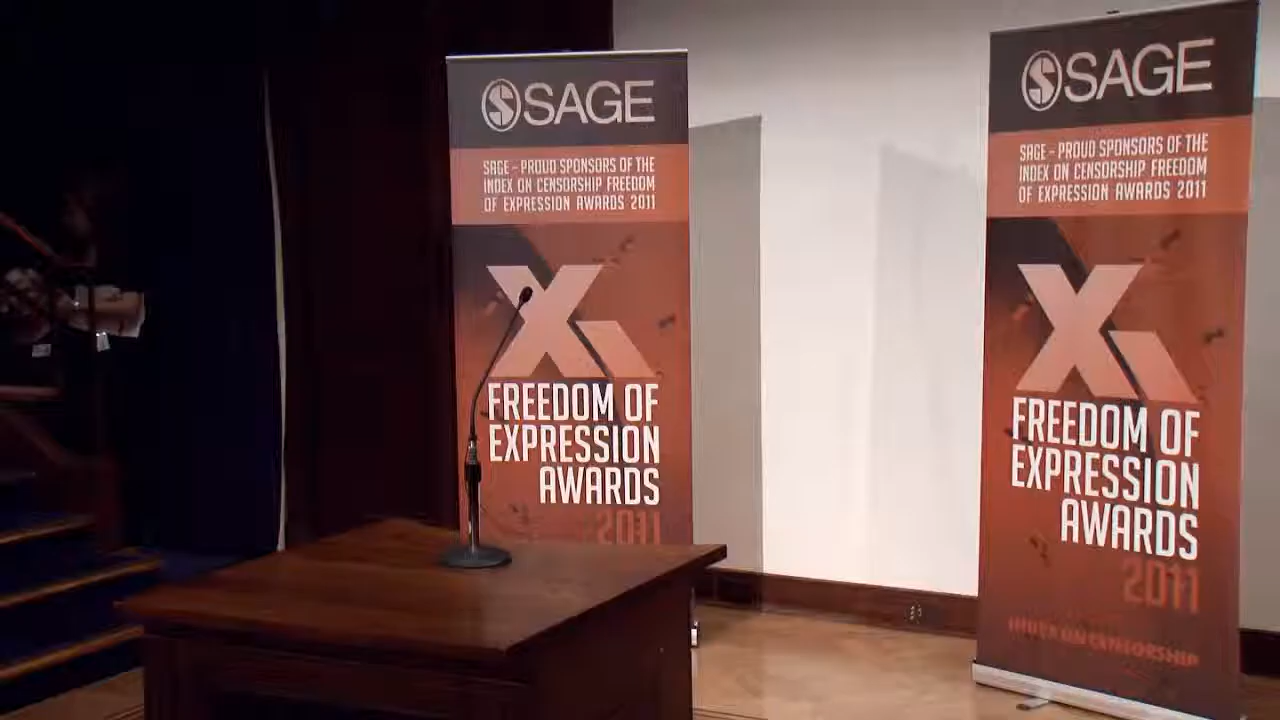 SAGE
SAGE - PROUD SPONSORS OF THE
INDEX ON CENSORSHIP FREEDOM
OF EXPRESSION AWARDS 2011
FREEDOM OF
EXPRESSION
AWARDS
2011
SAGE
SAGE - PROUD SPONSORS OF THE
INDEX ON CENSORSHIP FREEDOM
OF EXPRESSION AWARDS 2011
FREEDOM OF
EXPRESSION
AWARDS
2011
INDEX ON CENSORSHIP